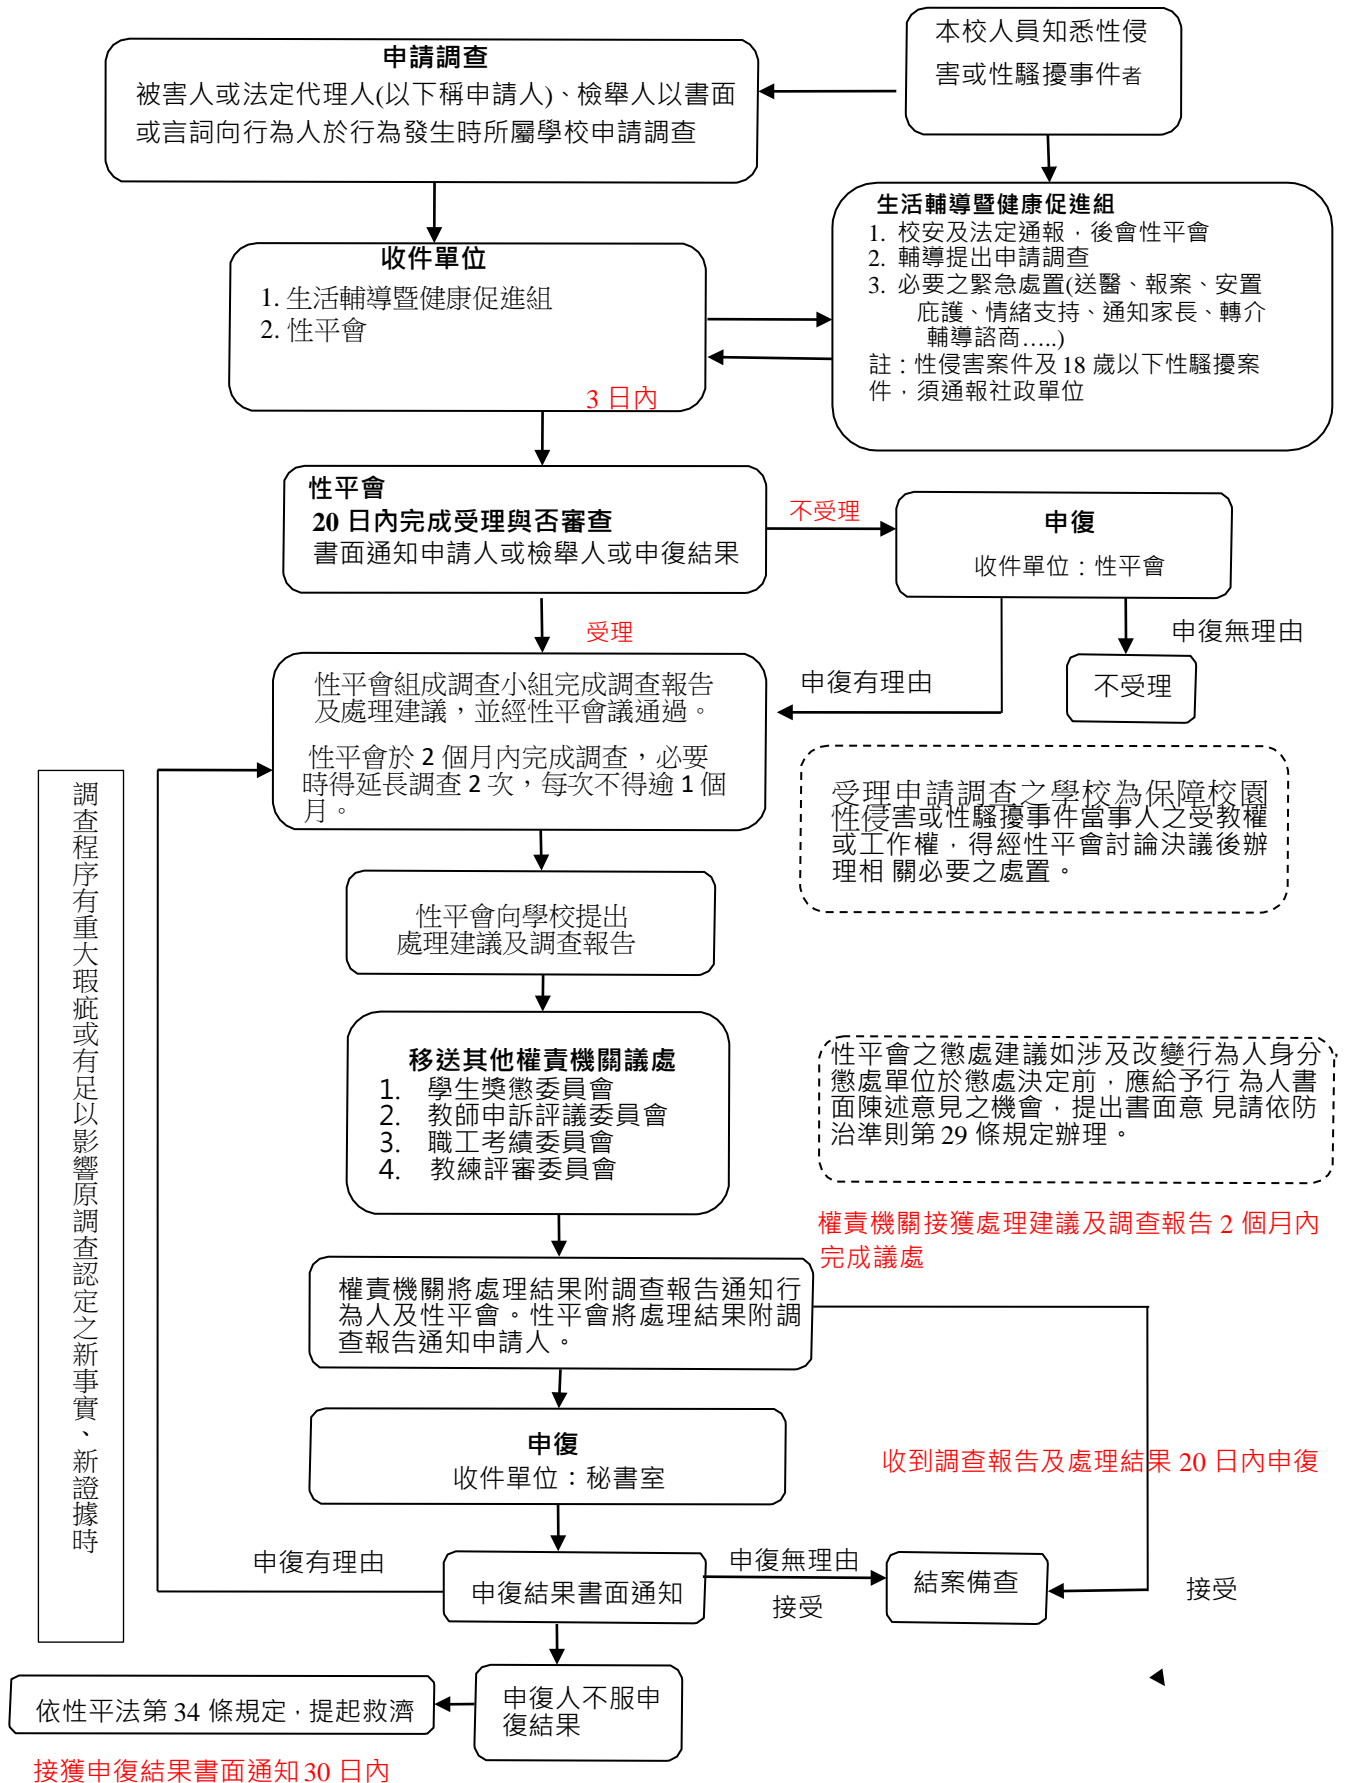 本校人員知悉性侵
害或性騷擾事件者
申請調查
被害人或法定代理人(以下稱申請人)、檢舉人以書面
或言詞向行為人於行為發生時所屬學校申請調查
生活輔導暨健康促進組
1. 校安及法定通報，後會性平會
2. 輔導提出申請調查
3. 必要之緊急處置(送醫、報案、安置
庇護、情緒支持、通知家長、轉介
輔導諮商…..)
註：性侵害案件及 18 歲以下性騷擾案
件，須通報社政單位
收件單位
1. 生活輔導暨健康促進組
2. 性平會
3 日內
性平會
20 日內完成受理與否審查
書面通知申請人或檢舉人或申復結果
不受理
申復
收件單位：性平會
受理
申復無理由
不受理
申復有理由
性平會組成調查小組完成調查報告
及處理建議，並經性平會議通過。
性平會於 2 個月內完成調查，必要
時得延長調查 2 次，每次不得逾 1 個
月。
受理申請調查之學校為保障校園
性侵害或性騷擾事件當事人之受教權
或工作權，得經性平會討論決議後辦
理相 關必要之處置。
調查程序有重大瑕疵或有足以影響原調查認定之新事實、新證據時
性平會向學校提出
處理建議及調查報告
移送其他權責機關議處
1. 學生獎懲委員會
2. 教師申訴評議委員會
3. 職工考績委員會
4. 教練評審委員會
性平會之懲處建議如涉及改變行為人身分
懲處單位於懲處決定前，應給予行 為人書
面陳述意見之機會，提出書面意 見請依防
治準則第 29 條規定辦理。
權責機關接獲處理建議及調查報告 2 個月內
完成議處
權責機關將處理結果附調查報告通知行
為人及性平會。性平會將處理結果附調
查報告通知申請人。
申復
收件單位：秘書室
收到調查報告及處理結果 20 日內申復
申復有理由
申復結果書面通知
申復無理由
接受
結案備查
接受
申復人不服申
復結果
依性平法第 34 條規定，提起救濟
接獲申復結果書面通知 30 日內